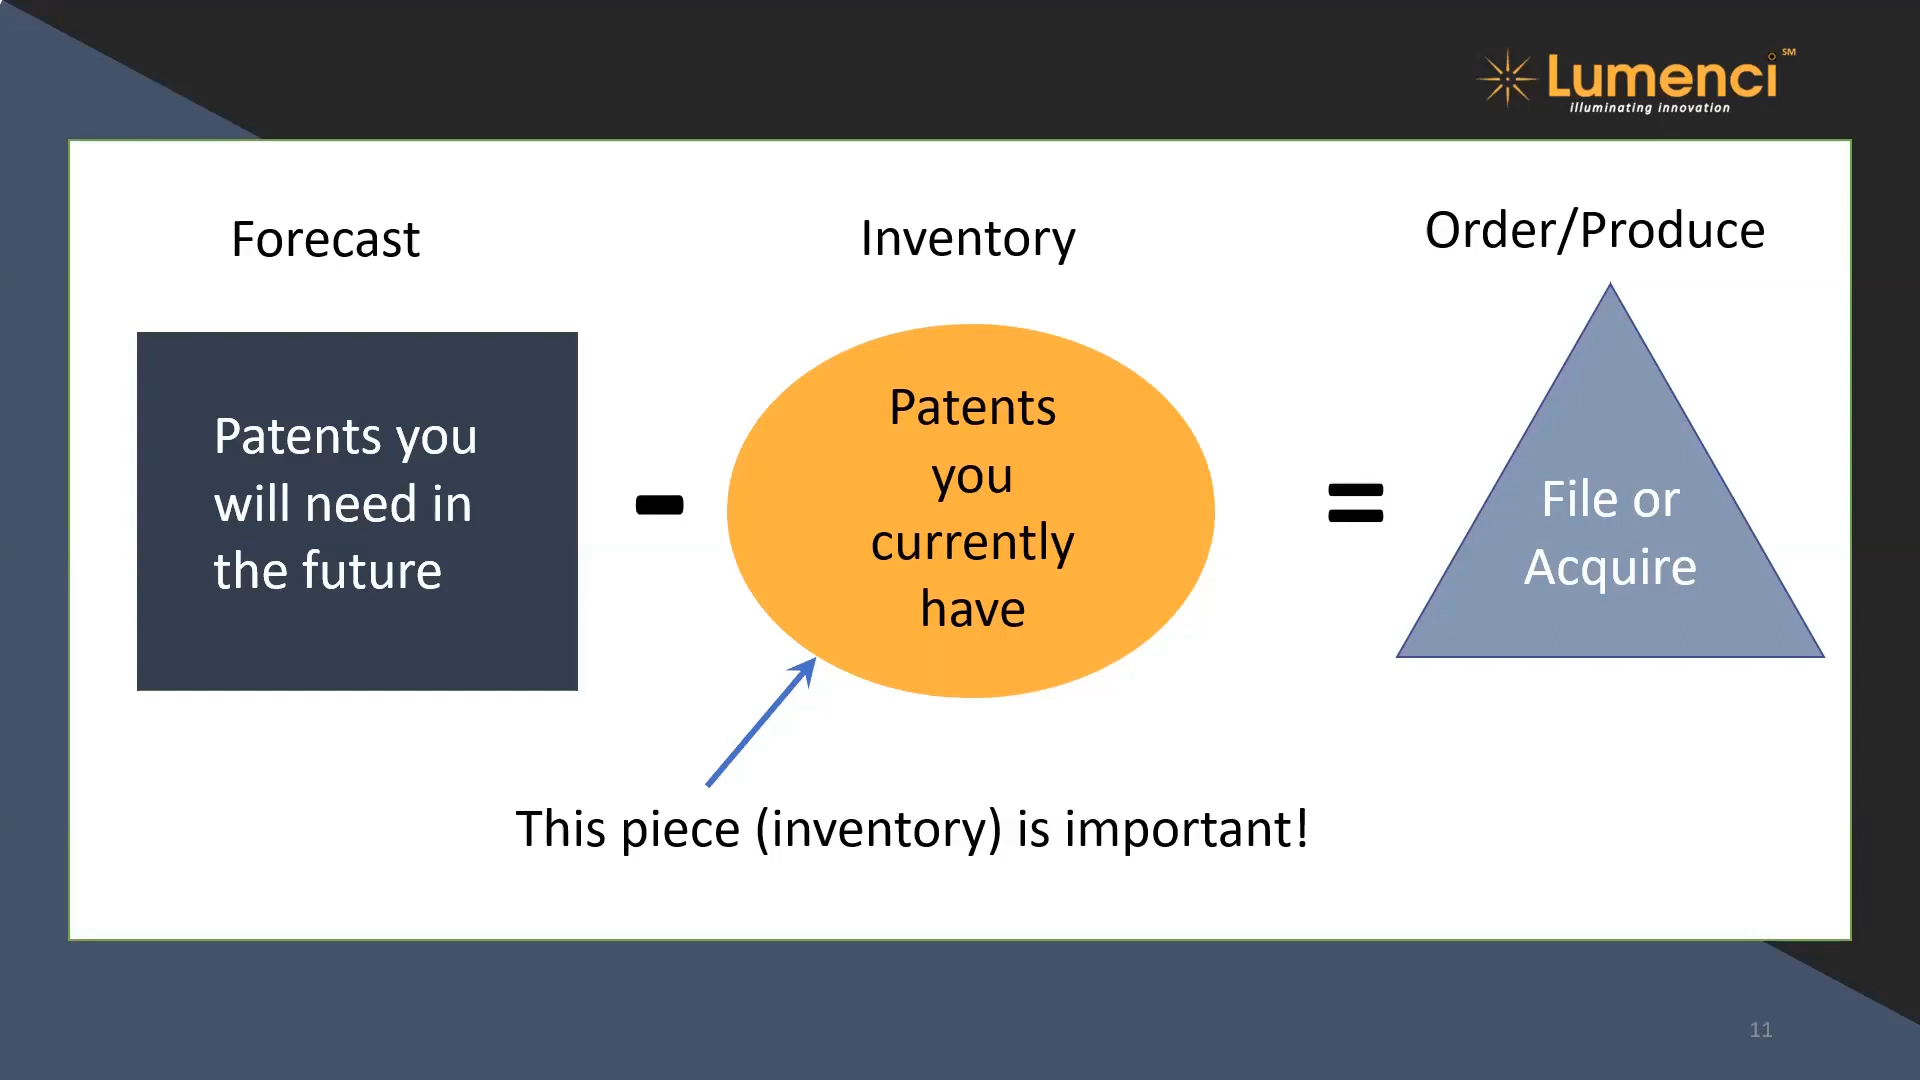 Lumenci SM
illuminating innovation
Forecast
Inventory
Order/Produce
Patents you
will need in
the future
-
Patents
you
currently
have
=
File or
Acquire
This piece (inventory) is important!
11